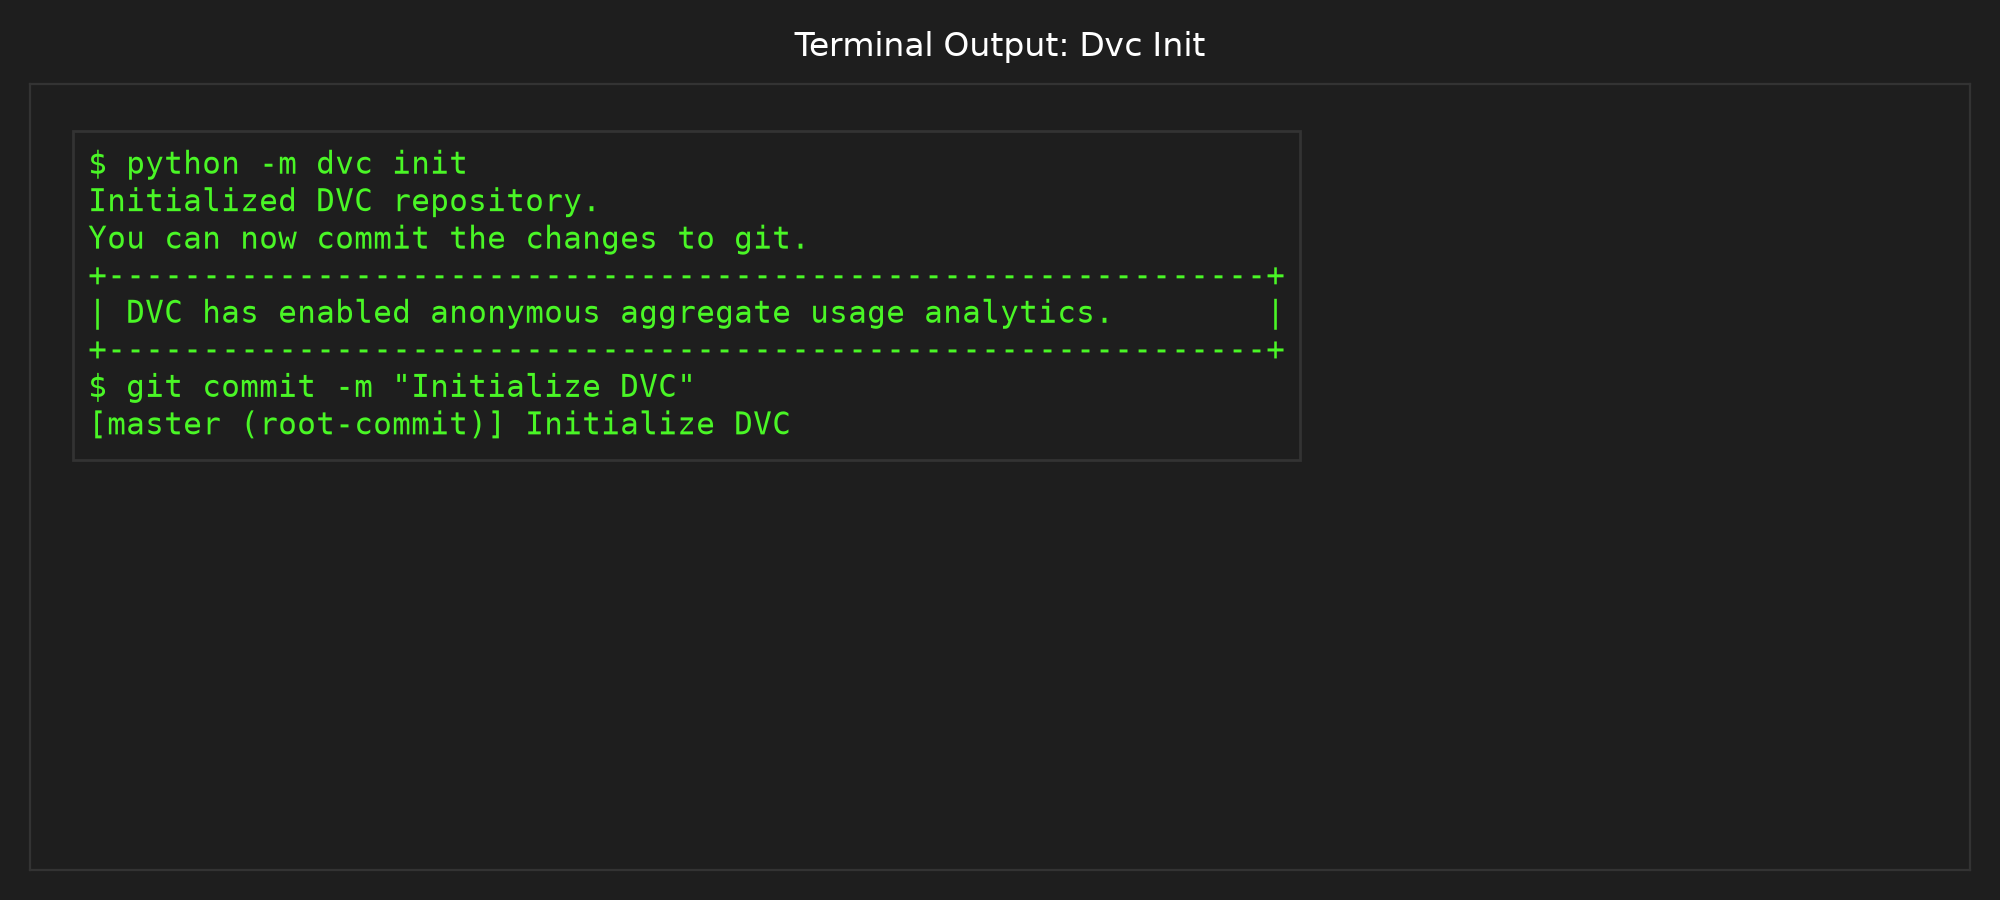 Terminal Output: Dvc Init
$ python -m dvc init
Initialized DVC repository.
You can now commit the changes to git.
+-------------------------------------------------------------+
| DVC has enabled anonymous aggregate usage analytics.        |
+-------------------------------------------------------------+
$ git commit -m "Initialize DVC"
[master (root-commit)] Initialize DVC